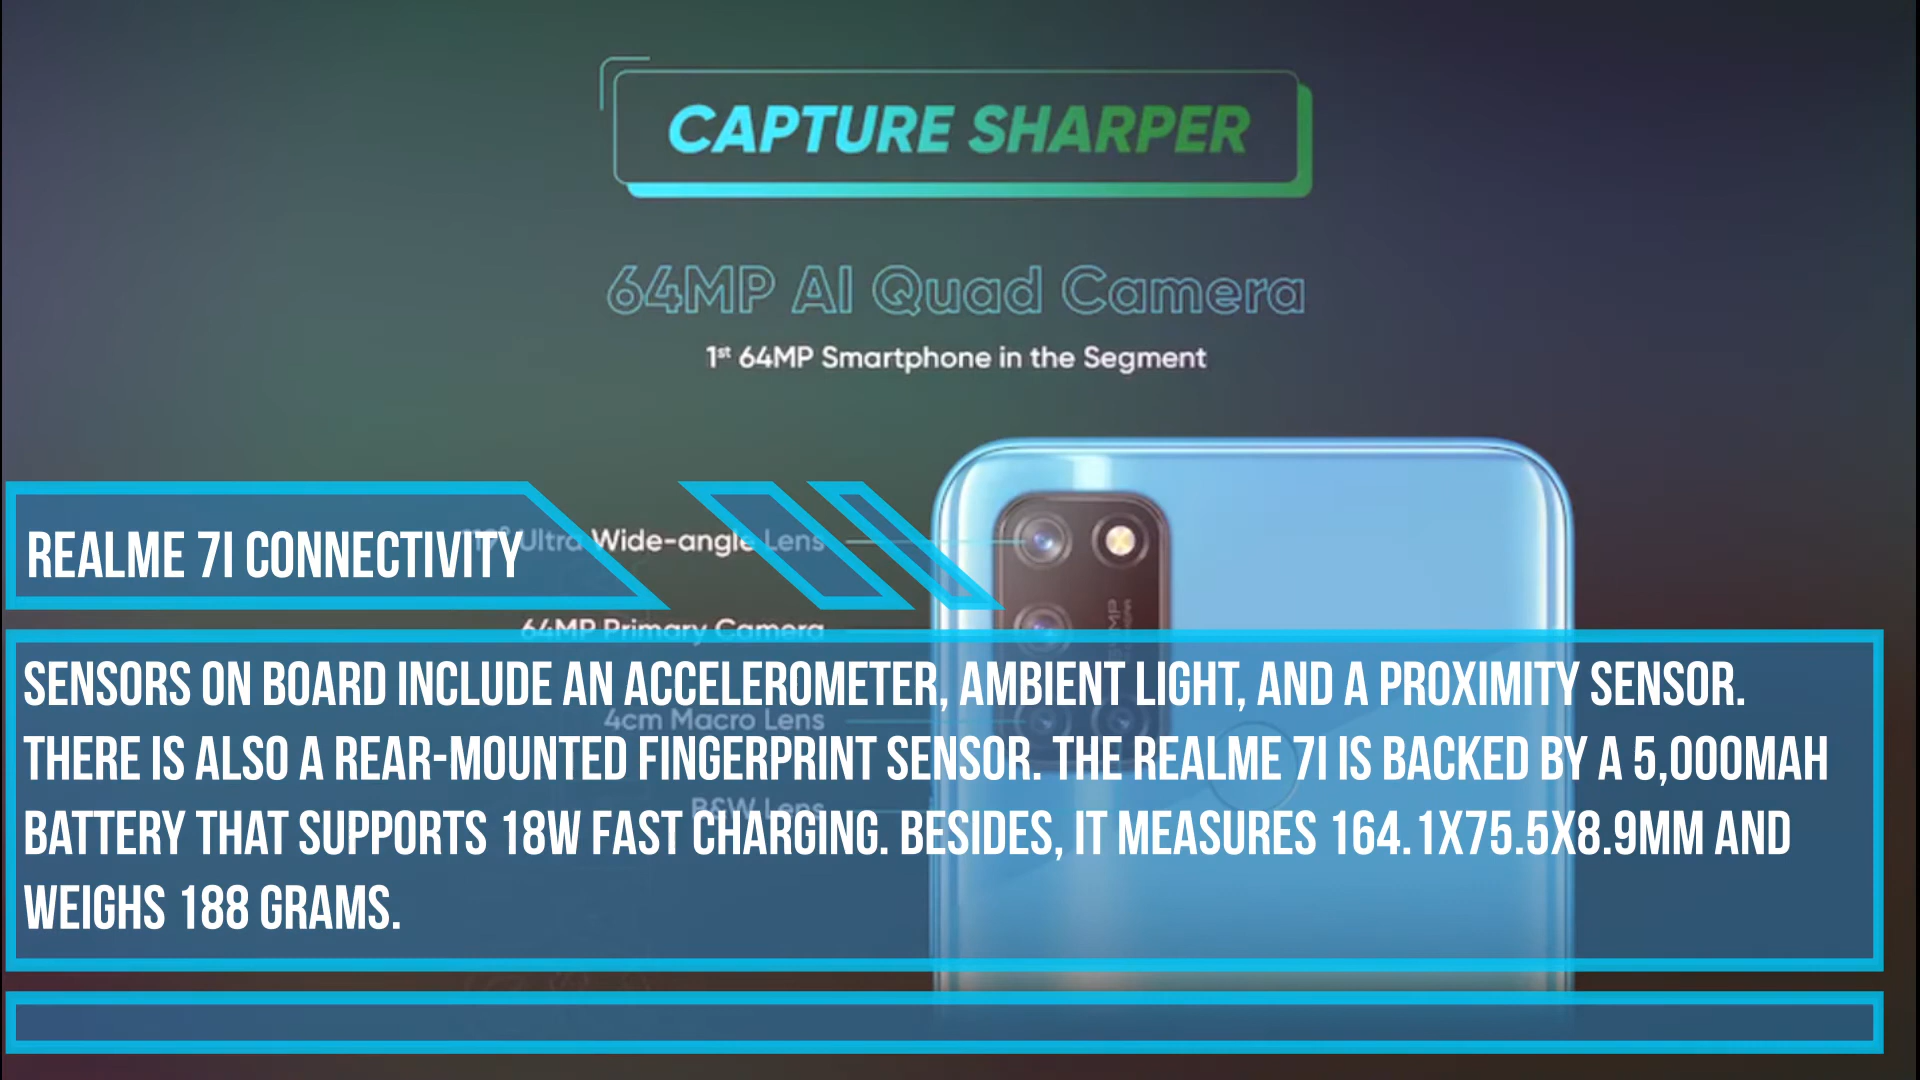 CAPTURE SHARPER
64MP AI Quad Camera
1st 64MP Smartphone in the Segment
Ultra Wide-angle Lens
REALME 7I CONNECTIVITY
64MP Primary Camera
SENSORS ON BOARD INCLUDE AN ACCELEROMETER, AMBIENT LIGHT, AND A PROXIMITY SENSOR.
4cm Macro Lens
THERE IS ALSO A REAR-MOUNTED FINGERPRINT SENSOR. THE REALME 7I IS BACKED BY A 5,000MAH
B&W Lens
BATTERY THAT SUPPORTS 18W FAST CHARGING. BESIDES, IT MEASURES 164.1X75.5X8.9MM AND
WEIGHS 188 GRAMS.